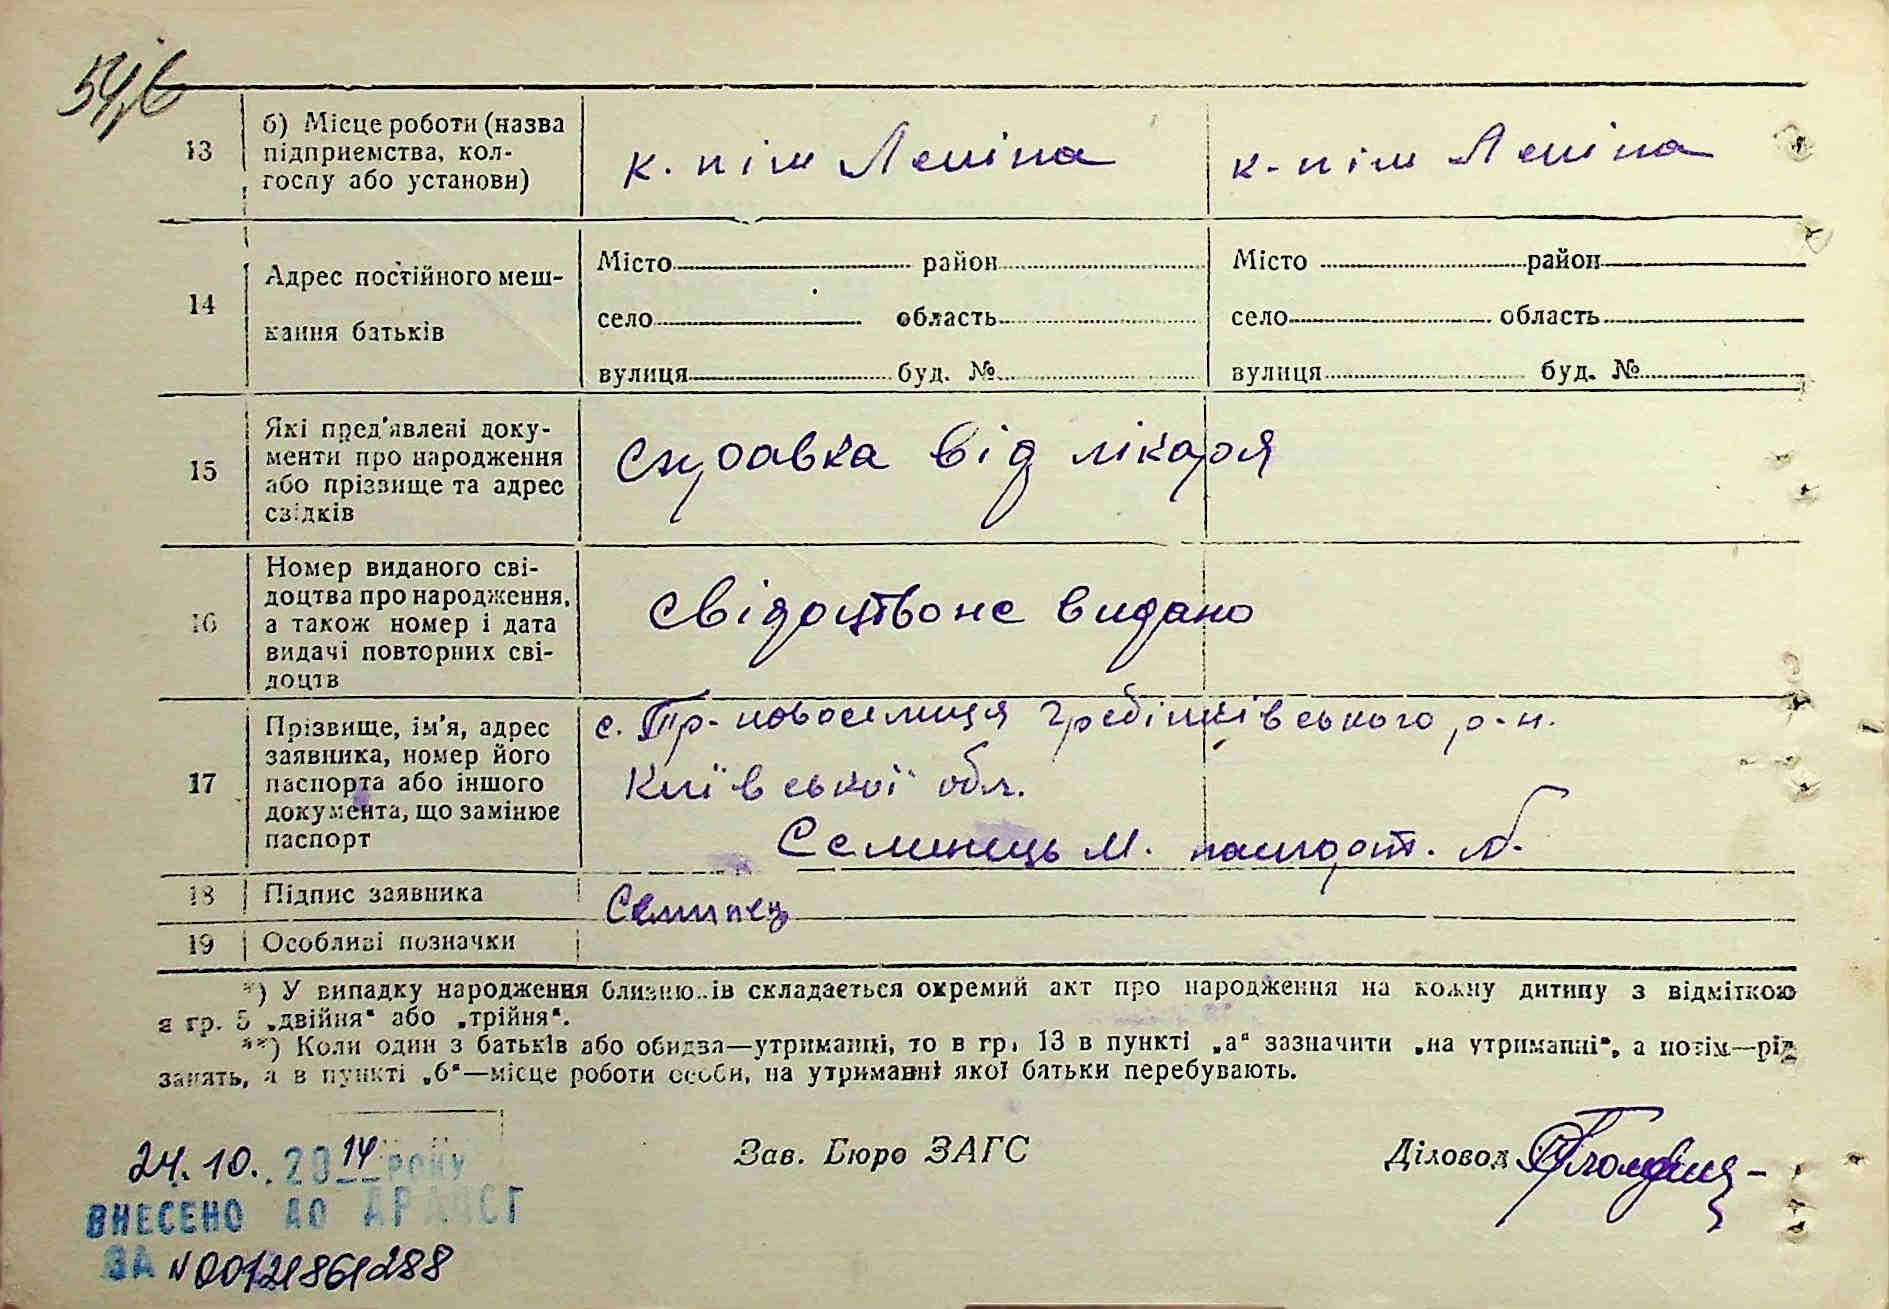 54,6
13 б) Місце роботи (назва підприємства, колгоспу або установи)
к. п ім Леніна
к. п ім Леніна
14 Адрес постійного мешкання батьків
Місто район
село область
вулиця буд. №
Місто район
село область
вулиця буд. №
15 Які пред'явлені документи про народження або прізвище та адрес свідків
справка від лікаря
16 Номер виданого свідоцтва про народження, а також номер і дата видачі повторних свідоцтв
свідоцтво не видано
17 Прізвище, ім'я, адрес заявника, номер його паспорта або іншого документа, що замінює паспорт
с. Пр-новоселиця Гребінківського р-н.
Київської обл.
Семинець М. паспорт. б.
18 Підпис заявника
Семинец
19 Особливі позначки
*) У випадку народження близнюків складається окремий акт про народження на кожну дитину з відміткою
в гр. 5 „двійня“ або „трійня“.
**) Коли один з батьків або обидва—утриманці, то в гр. 13 в пункті „а“ зазначити „на утриманні“, а потім—рід
занять, а в пункті „б“—місце роботи особи, на утриманні якої батьки перебувають.
24.10.2014 РОКУ
Зав. Бюро ЗАГС
Діловод
ВНЕСЕНО ДО ДРАЦСГ
ЗА N00121861288